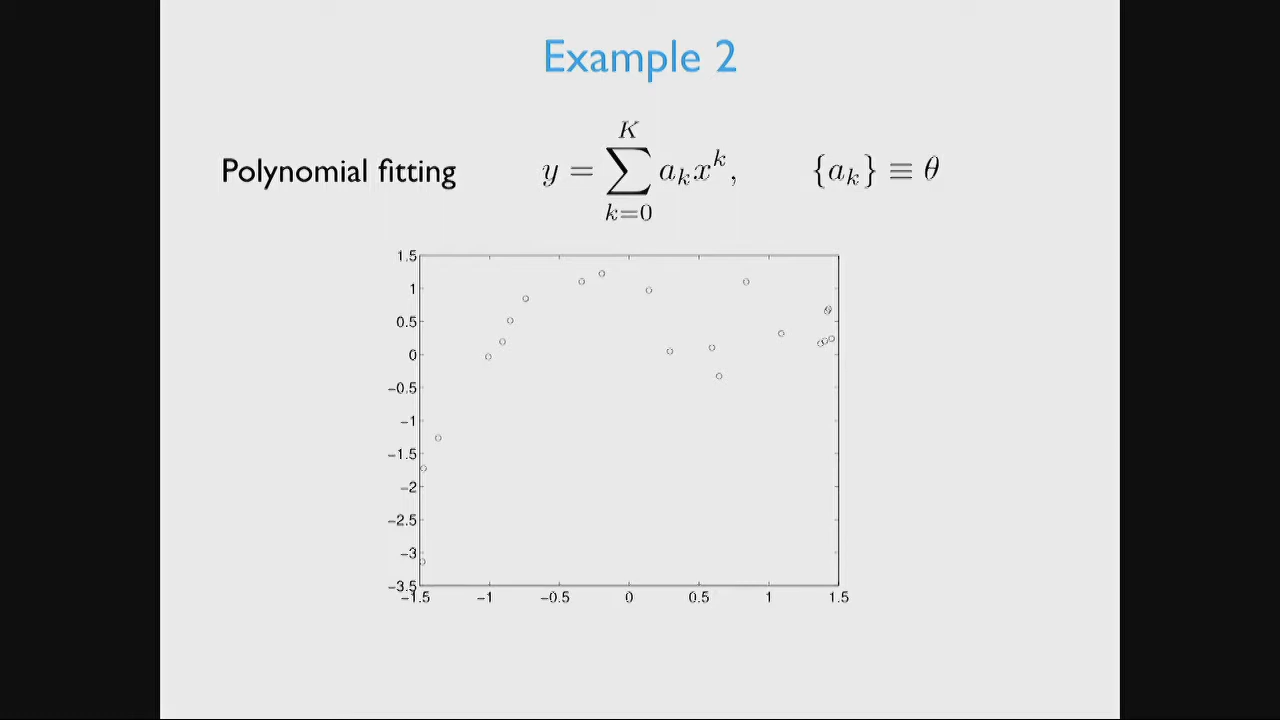 Example 2
Polynomial fitting
y = \sum_{k=0}^{K} a_k x^k, {a_k} ≡ θ
1.5
1
0.5
0
−0.5
−1
−1.5
−2
−2.5
−3
−3.5
−1.5 −1 −0.5 0 0.5 1 1.5